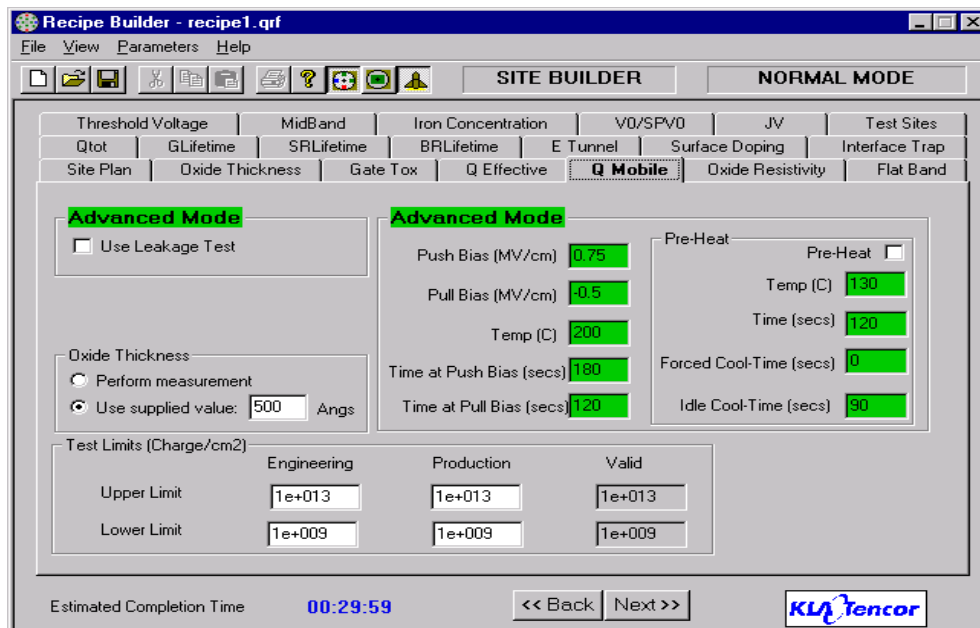 Recipe Builder - recipe1.qrf
File View Parameters Help
SITE BUILDER NORMAL MODE
Threshold Voltage MidBand Iron Concentration V0/SPV0 JV Test Sites
Qtot GLifetime SRLifetime BRLifetime E Tunnel Surface Doping Interface Trap
Site Plan Oxide Thickness Gate Tox Q Effective Q Mobile Oxide Resistivity Flat Band
Advanced Mode
Use Leakage Test
Oxide Thickness
Perform measurement
Use supplied value: 500 Angs
Advanced Mode
Push Bias (MV/cm) 0.75
Pull Bias (MV/cm) -0.5
Temp (C) 200
Time at Push Bias (secs) 180
Time at Pull Bias (secs) 120
Pre-Heat
Pre-Heat
Temp (C) 130
Time (secs) 120
Forced Cool-Time (secs) 0
Idle Cool-Time (secs) 90
Test Limits (Charge/cm2)
Engineering Production Valid
Upper Limit 1e+013 1e+013 1e+013
Lower Limit 1e+009 1e+009 1e+009
Estimated Completion Time 00:29:59 << Back Next >> KLA Tencor